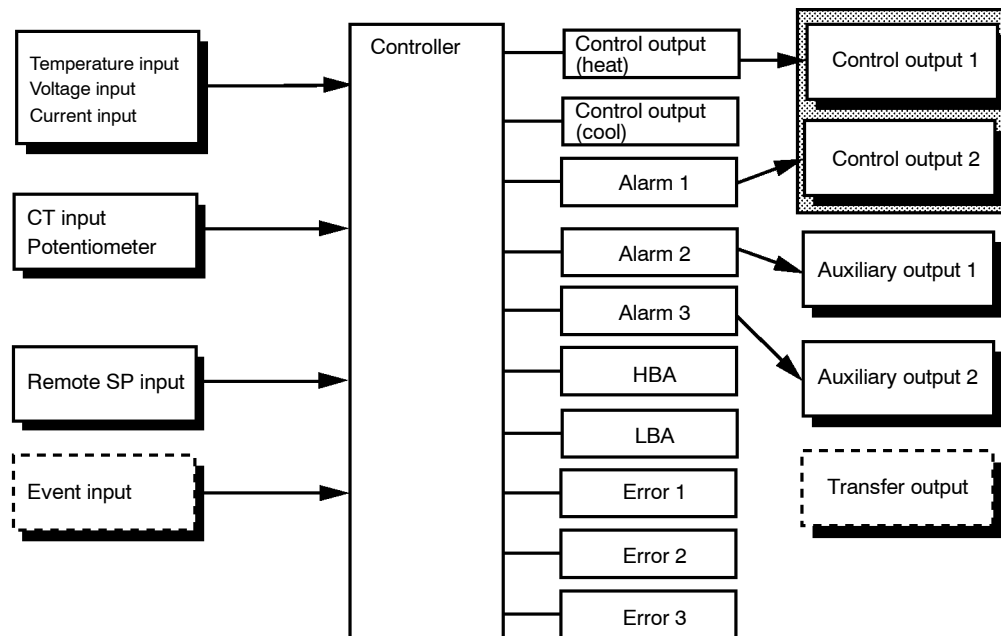 Temperature input
Voltage input
Current input
CT input
Potentiometer
Remote SP input
Event input
Controller
Control output
(heat)
Control output
(cool)
Alarm 1
Alarm 2
Alarm 3
HBA
LBA
Error 1
Error 2
Error 3
Control output 1
Control output 2
Auxiliary output 1
Auxiliary output 2
Transfer output